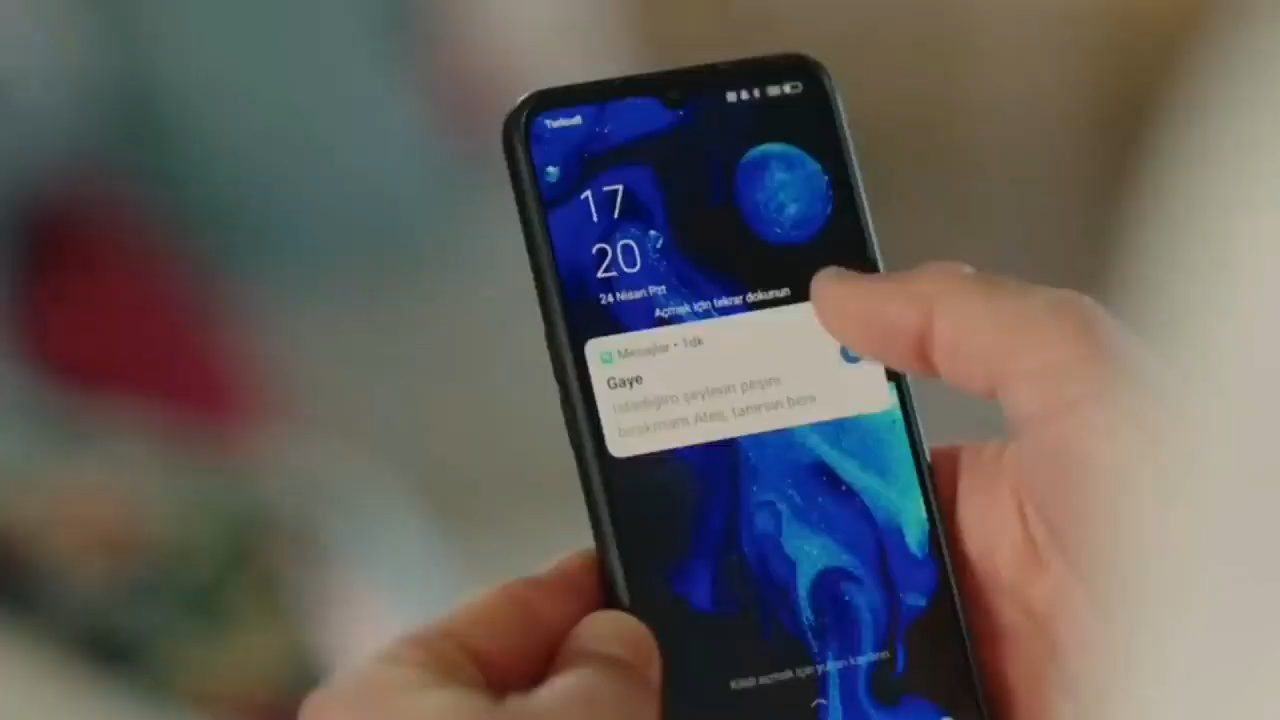 Turkcell
17
20
24 Nisan Pzt
Açmak için tekrar dokunun
Mesajlar • 1dk
Gaye
İstediğim şeylerin peşini
bırakmam Ateş, tanırsın beni
Kilidi açmak için yukarı kaydırın